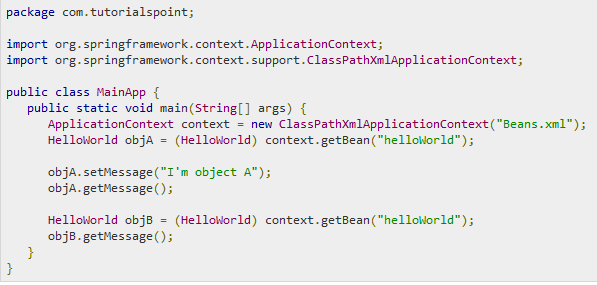 package com.tutorialspoint;
import org.springframework.context.ApplicationContext;
import org.springframework.context.support.ClassPathXmlApplicationContext;
public class MainApp {
public static void main(String[] args) {
ApplicationContext context = new ClassPathXmlApplicationContext("Beans.xml");
HelloWorld objA = (HelloWorld) context.getBean("helloWorld");
objA.setMessage("I'm object A");
objA.getMessage();
HelloWorld objB = (HelloWorld) context.getBean("helloWorld");
objB.getMessage();
}
}